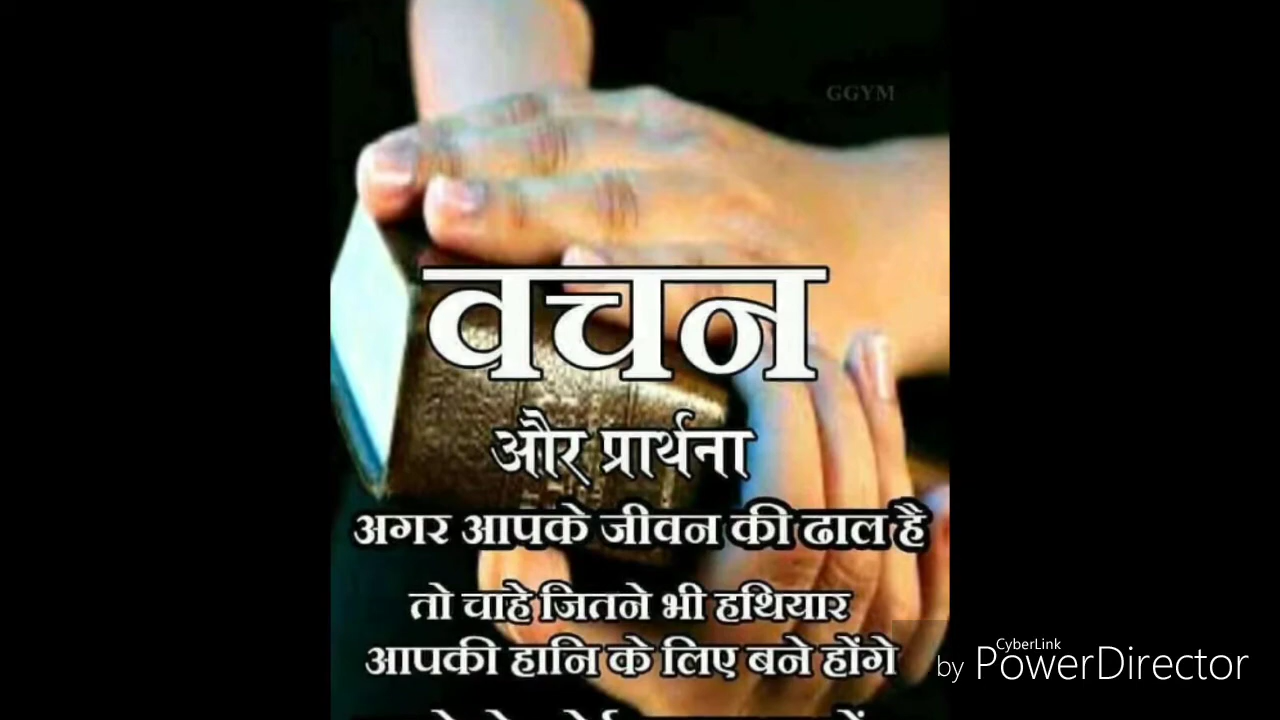 GGYM
वचन
और प्रार्थना
अगर आपके जीवन की ढाल है
तो चाहे जितने भी हथियार
आपकी हानि के लिए बने होंगे
CyberLink
by PowerDirector